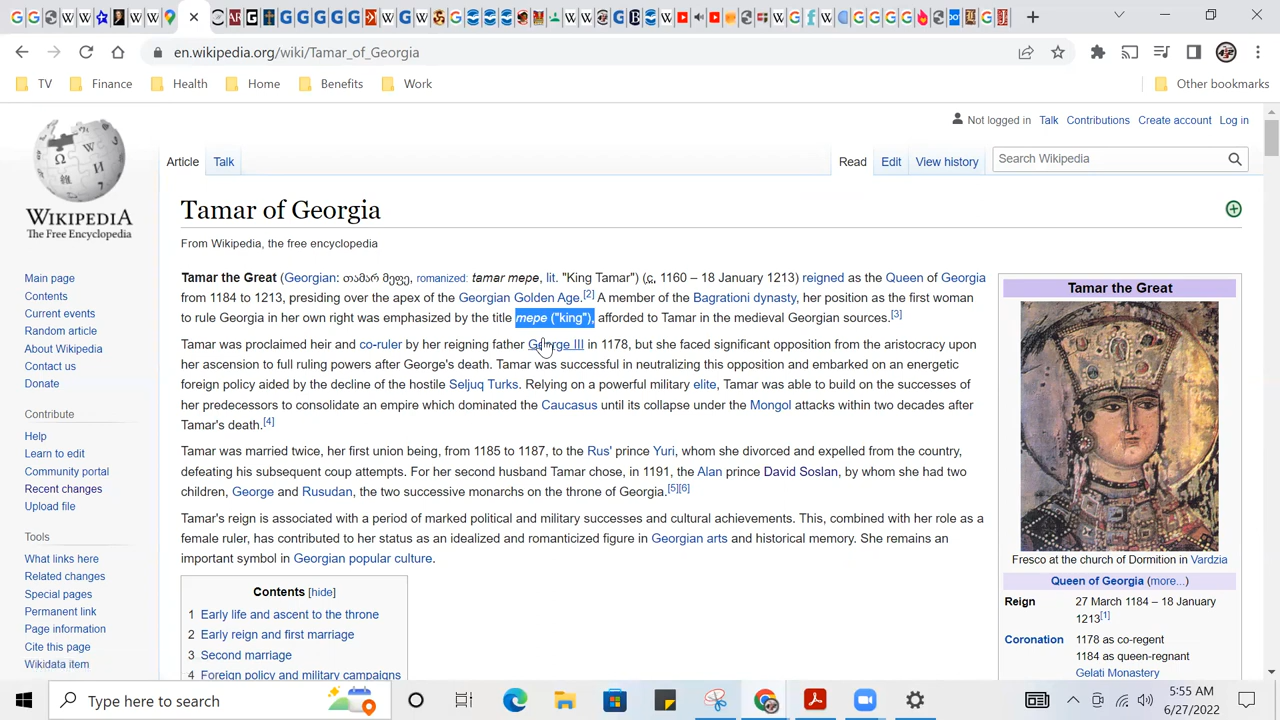 en.wikipedia.org/wiki/Tamar_of_Georgia
TV Finance Health Home Benefits Work Other bookmarks
Not logged in Talk Contributions Create account Log in
Article Talk Read Edit View history Search Wikipedia
WIKIPEDIA
The Free Encyclopedia
Main page
Contents
Current events
Random article
About Wikipedia
Contact us
Donate
Contribute
Help
Learn to edit
Community portal
Recent changes
Upload file
Tools
What links here
Related changes
Special pages
Permanent link
Page information
Cite this page
Wikidata item
Tamar of Georgia
From Wikipedia, the free encyclopedia
Tamar the Great (Georgian: თამარ მეფე, romanized: tamar mepe, lit. "King Tamar") (c. 1160 – 18 January 1213) reigned as the Queen of Georgia
from 1184 to 1213, presiding over the apex of the Georgian Golden Age.[2] A member of the Bagrationi dynasty, her position as the first woman
to rule Georgia in her own right was emphasized by the title mepe ("king"), afforded to Tamar in the medieval Georgian sources.[3]
Tamar was proclaimed heir and co-ruler by her reigning father George III in 1178, but she faced significant opposition from the aristocracy upon
her ascension to full ruling powers after George's death. Tamar was successful in neutralizing this opposition and embarked on an energetic
foreign policy aided by the decline of the hostile Seljuq Turks. Relying on a powerful military elite, Tamar was able to build on the successes of
her predecessors to consolidate an empire which dominated the Caucasus until its collapse under the Mongol attacks within two decades after
Tamar's death.[4]
Tamar was married twice, her first union being, from 1185 to 1187, to the Rus' prince Yuri, whom she divorced and expelled from the country,
defeating his subsequent coup attempts. For her second husband Tamar chose, in 1191, the Alan prince David Soslan, by whom she had two
children, George and Rusudan, the two successive monarchs on the throne of Georgia.[5][6]
Tamar's reign is associated with a period of marked political and military successes and cultural achievements. This, combined with her role as a
female ruler, has contributed to her status as an idealized and romanticized figure in Georgian arts and historical memory. She remains an
important symbol in Georgian popular culture.
Contents [hide]
1 Early life and ascent to the throne
2 Early reign and first marriage
3 Second marriage
4 Foreign policy and military campaigns
Tamar the Great
Fresco at the church of Dormition in Vardzia
Queen of Georgia (more...)
Reign 27 March 1184 – 18 January
1213[1]
Coronation 1178 as co-regent
1184 as queen-regnant
Gelati Monastery
Type here to search
5:55 AM
6/27/2022